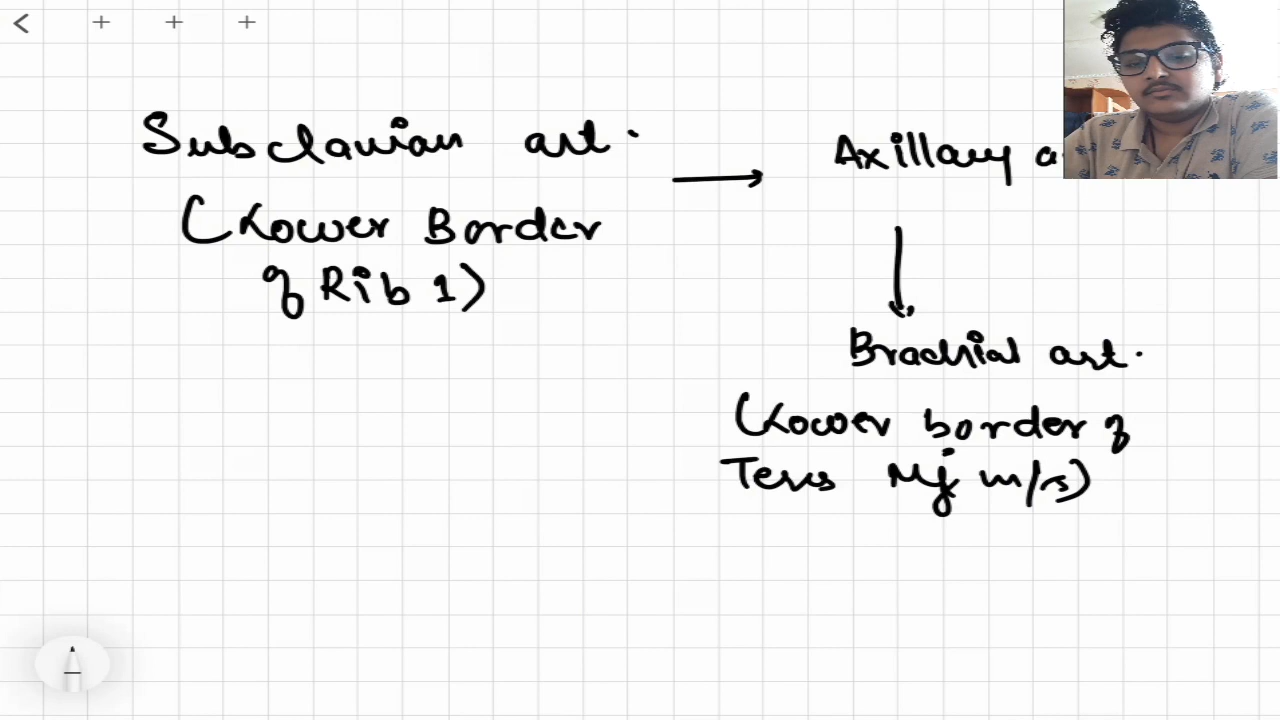 Subclavian art.
(Lower Border
of Rib 1)
Axillary a
Brachial art.
(Lower border of
Teres Mj m/s)